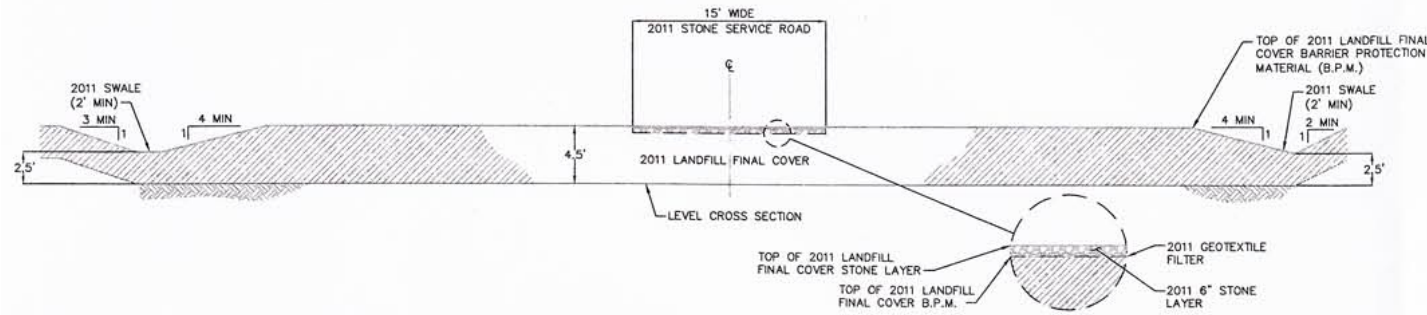 15' WIDE
2011 STONE SERVICE ROAD
℄
TOP OF 2011 LANDFILL FINAL
COVER BARRIER PROTECTION
MATERIAL (B.P.M.)
2011 SWALE
(2' MIN)
3 MIN
1
4 MIN
1
2.5'
4.5'
2011 LANDFILL FINAL COVER
4 MIN
1
2011 SWALE
(2' MIN)
2 MIN
1
2.5'
LEVEL CROSS SECTION
TOP OF 2011 LANDFILL
FINAL COVER STONE LAYER
TOP OF 2011 LANDFILL
FINAL COVER B.P.M.
2011 GEOTEXTILE
FILTER
2011 6" STONE
LAYER